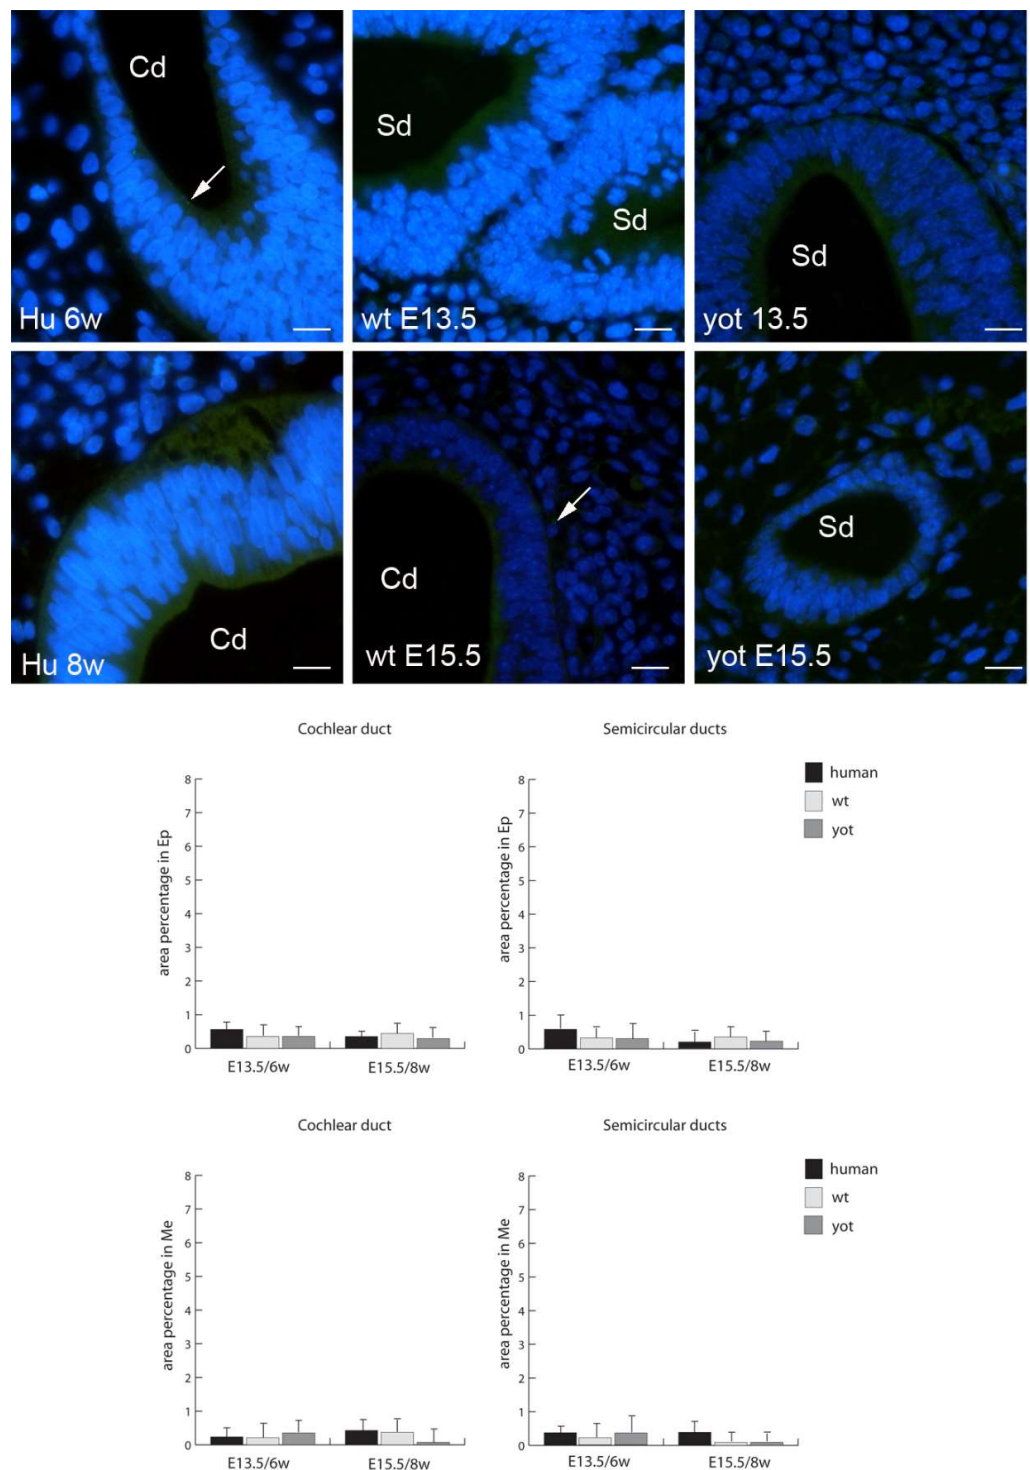 Cd
Hu 6w
Sd
Sd
wt E13.5
Sd
yot 13.5
Cd
Hu 8w
Cd
wt E15.5
Sd
yot E15.5
Cochlear duct
area percentage in Ep
8
7
6
5
4
3
2
1
0
E13.5/6w E15.5/8w
Semicircular ducts
area percentage in Ep
8
7
6
5
4
3
2
1
0
E13.5/6w E15.5/8w
human
wt
yot
Cochlear duct
area percentage in Me
8
7
6
5
4
3
2
1
0
E13.5/6w E15.5/8w
Semicircular ducts
area percentage in Me
8
7
6
5
4
3
2
1
0
E13.5/6w E15.5/8w
human
wt
yot